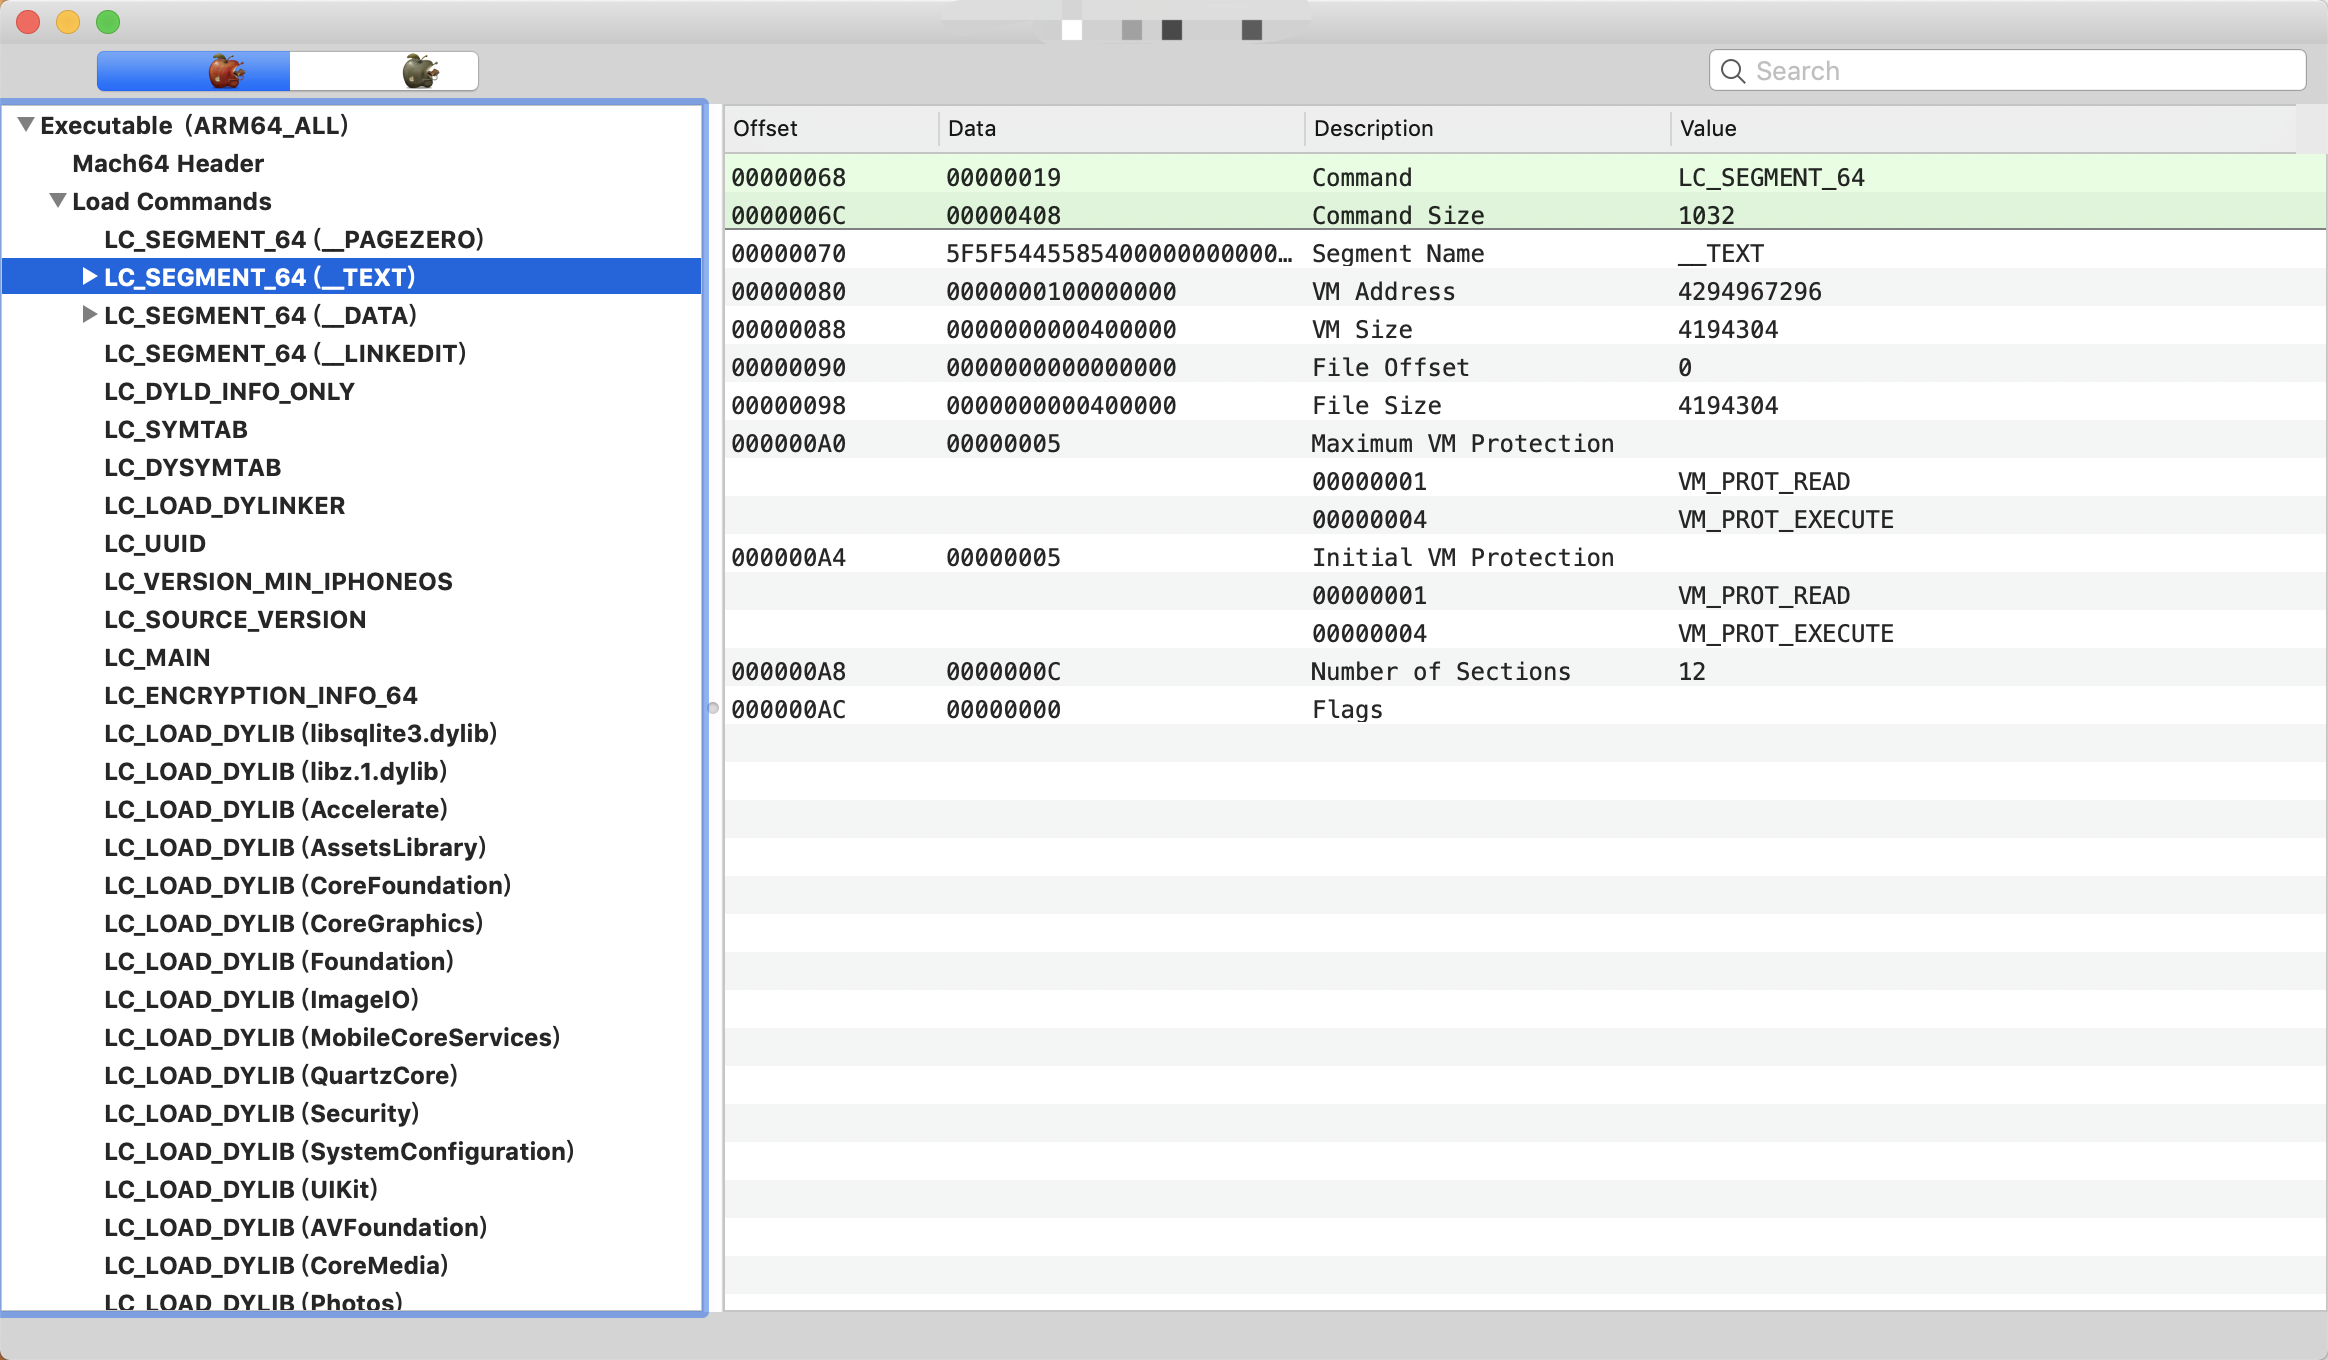 Search
Executable (ARM64_ALL)
Mach64 Header
Load Commands
LC_SEGMENT_64 (__PAGEZERO)
LC_SEGMENT_64 (__TEXT)
LC_SEGMENT_64 (__DATA)
LC_SEGMENT_64 (__LINKEDIT)
LC_DYLD_INFO_ONLY
LC_SYMTAB
LC_DYSYMTAB
LC_LOAD_DYLINKER
LC_UUID
LC_VERSION_MIN_IPHONEOS
LC_SOURCE_VERSION
LC_MAIN
LC_ENCRYPTION_INFO_64
LC_LOAD_DYLIB (libsqlite3.dylib)
LC_LOAD_DYLIB (libz.1.dylib)
LC_LOAD_DYLIB (Accelerate)
LC_LOAD_DYLIB (AssetsLibrary)
LC_LOAD_DYLIB (CoreFoundation)
LC_LOAD_DYLIB (CoreGraphics)
LC_LOAD_DYLIB (Foundation)
LC_LOAD_DYLIB (ImageIO)
LC_LOAD_DYLIB (MobileCoreServices)
LC_LOAD_DYLIB (QuartzCore)
LC_LOAD_DYLIB (Security)
LC_LOAD_DYLIB (SystemConfiguration)
LC_LOAD_DYLIB (UIKit)
LC_LOAD_DYLIB (AVFoundation)
LC_LOAD_DYLIB (CoreMedia)
LC_LOAD_DYLIB (Photos)
Offset Data Description Value
00000068 00000019 Command LC_SEGMENT_64
0000006C 00000408 Command Size 1032
00000070 5F5F5445585400000000000... Segment Name __TEXT
00000080 0000000100000000 VM Address 4294967296
00000088 0000000000400000 VM Size 4194304
00000090 0000000000000000 File Offset 0
00000098 0000000000400000 File Size 4194304
000000A0 00000005 Maximum VM Protection
00000001 VM_PROT_READ
00000004 VM_PROT_EXECUTE
000000A4 00000005 Initial VM Protection
00000001 VM_PROT_READ
00000004 VM_PROT_EXECUTE
000000A8 0000000C Number of Sections 12
000000AC 00000000 Flags